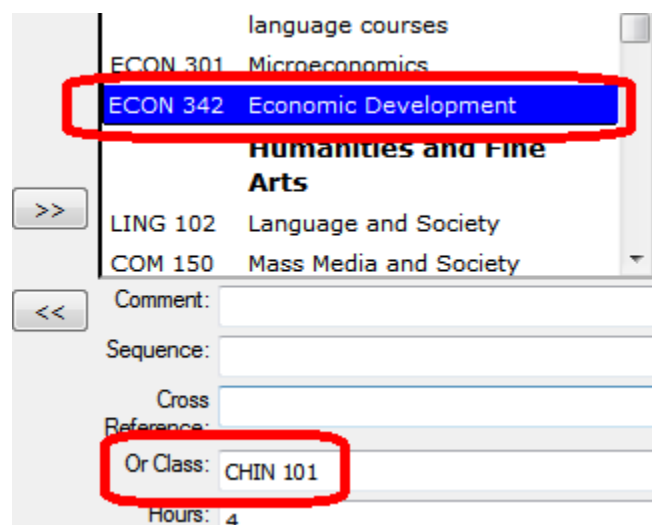 language courses
ECON 301 Microeconomics
ECON 342 Economic Development
Humanities and Fine
Arts
>>
LING 102 Language and Society
COM 150 Mass Media and Society
<<
Comment:
Sequence:
Cross
Reference:
Or Class: CHIN 101
Hours: 4